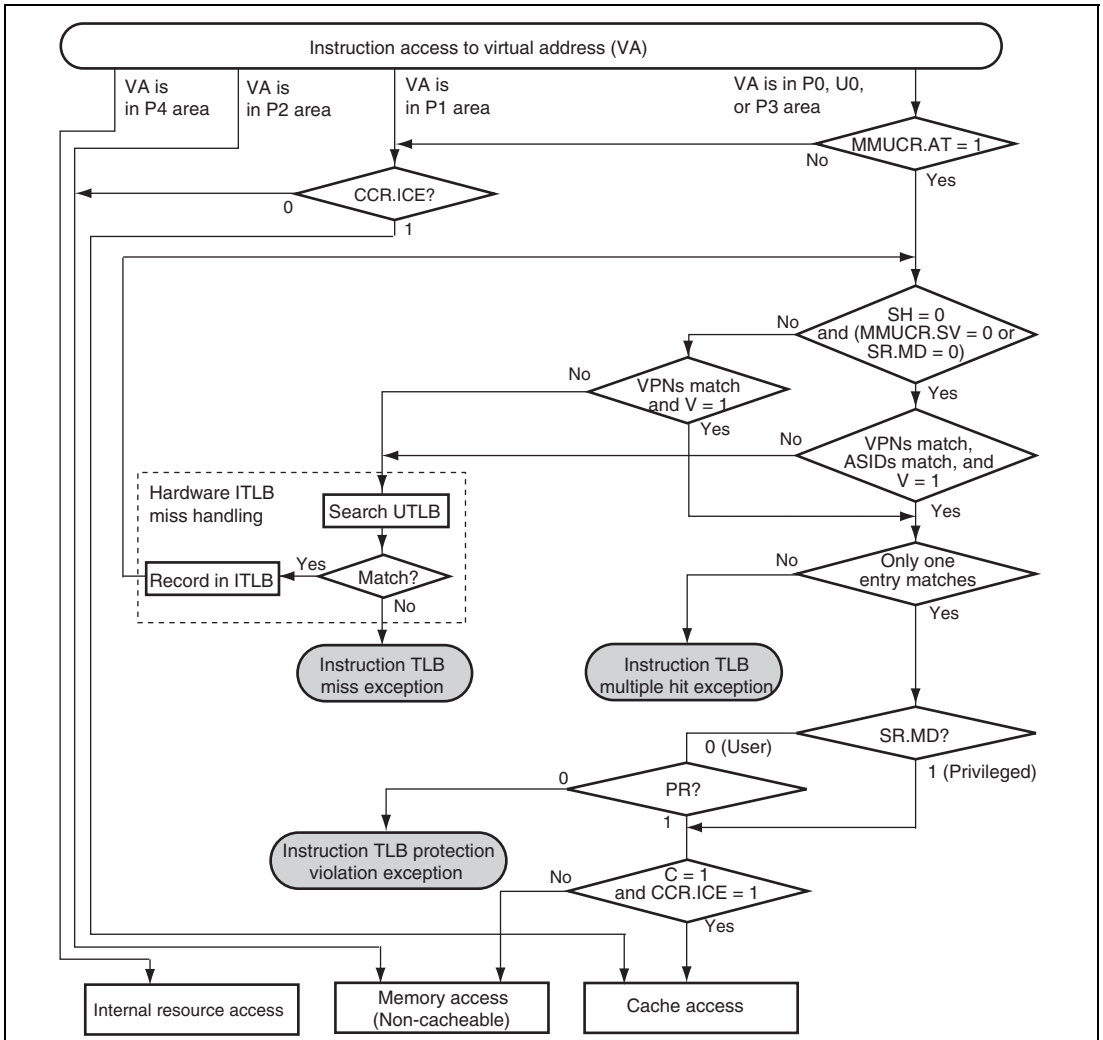 Instruction access to virtual address (VA)
VA is
in P4 area
VA is
in P2 area
VA is
in P1 area
VA is in P0, U0,
or P3 area
MMUCR.AT = 1
No
Yes
CCR.ICE?
0
1
SH = 0
and (MMUCR.SV = 0 or
SR.MD = 0)
No
Yes
VPNs match
and V = 1
No
Yes
VPNs match,
ASIDs match, and
V = 1
No
Yes
Hardware ITLB
miss handling
Search UTLB
Match?
Yes
No
Record in ITLB
Only one
entry matches
No
Yes
Instruction TLB
miss exception
Instruction TLB
multiple hit exception
SR.MD?
0 (User)
1 (Privileged)
PR?
0
1
Instruction TLB protection
violation exception
C = 1
and CCR.ICE = 1
No
Yes
Internal resource access
Memory access
(Non-cacheable)
Cache access